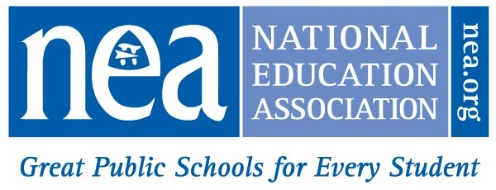 nea
NATIONAL
EDUCATION
ASSOCIATION
nea.org
Great Public Schools for Every Student